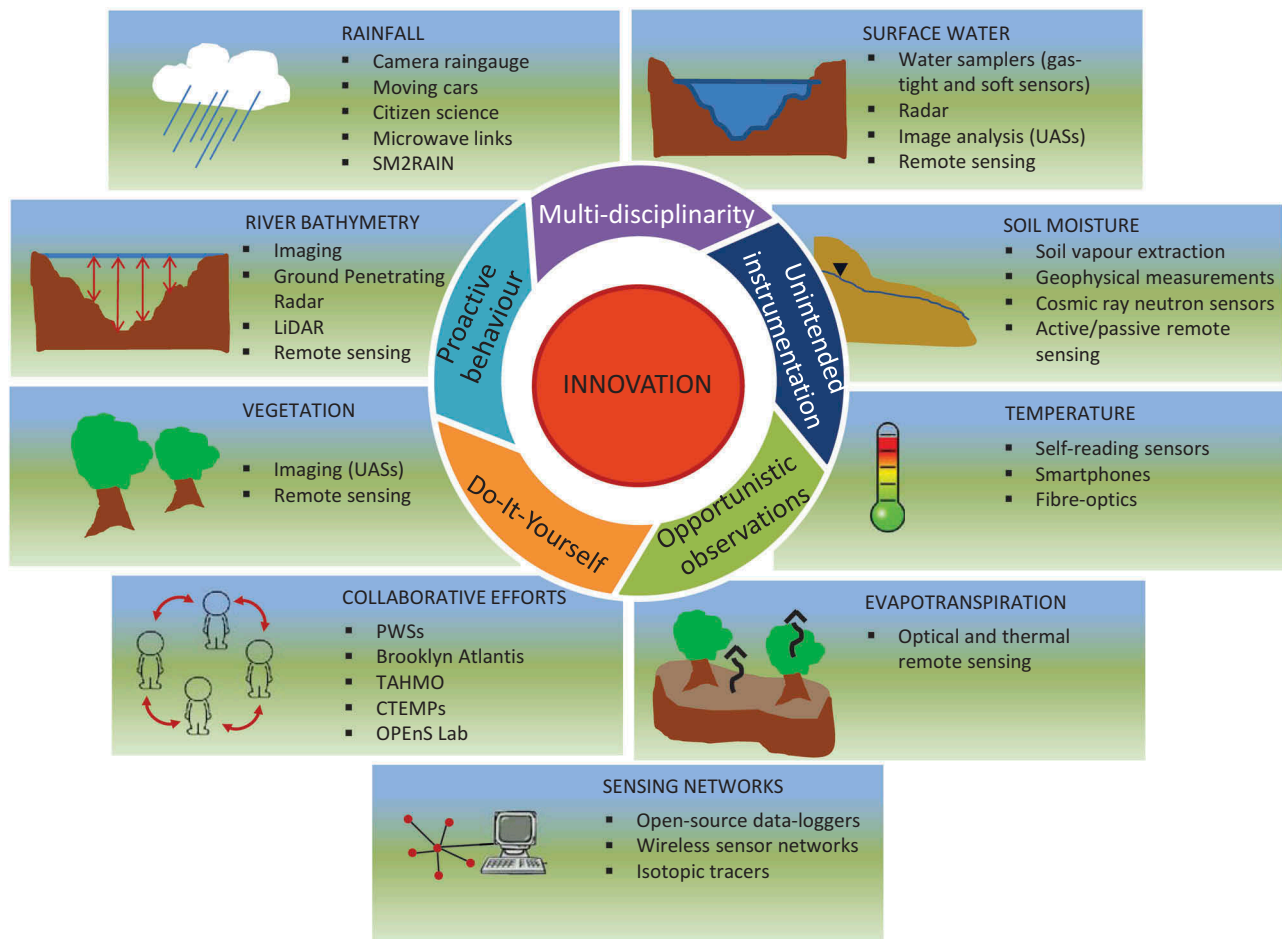 RAINFALL
▪ Camera raingauge
▪ Moving cars
▪ Citizen science
▪ Microwave links
▪ SM2RAIN
SURFACE WATER
▪ Water samplers (gas-
tight and soft sensors)
▪ Radar
▪ Image analysis (UASs)
▪ Remote sensing
RIVER BATHYMETRY
▪ Imaging
▪ Ground Penetrating
Radar
▪ LiDAR
▪ Remote sensing
Multi-disciplinarity
Unintended
instrumentation
Opportunistic
observations
Do-It-Yourself
Proactive
behaviour
INNOVATION
SOIL MOISTURE
▪ Soil vapour extraction
▪ Geophysical measurements
▪ Cosmic ray neutron sensors
▪ Active/passive remote
sensing
VEGETATION
▪ Imaging (UASs)
▪ Remote sensing
TEMPERATURE
▪ Self-reading sensors
▪ Smartphones
▪ Fibre-optics
COLLABORATIVE EFFORTS
▪ PWSs
▪ Brooklyn Atlantis
▪ TAHMO
▪ CTEMPs
▪ OPEnS Lab
EVAPOTRANSPIRATION
▪ Optical and thermal
remote sensing
SENSING NETWORKS
▪ Open-source data-loggers
▪ Wireless sensor networks
▪ Isotopic tracers